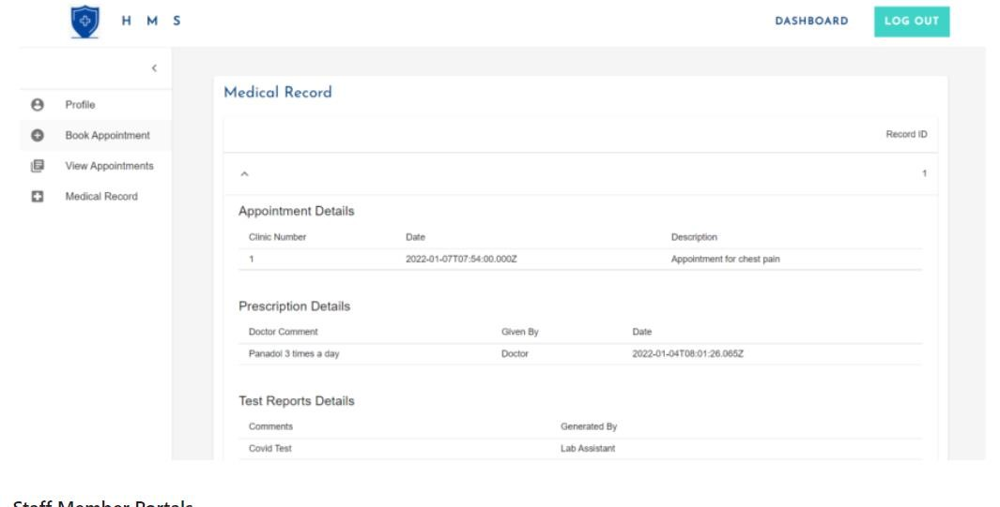 H M S DASHBOARD LOG OUT
Profile
Book Appointment
View Appointments
Medical Record
Medical Record
Record ID
1
Appointment Details
Clinic Number Date Description
1 2022-01-07T07:54:00.000Z Appointment for chest pain
Prescription Details
Doctor Comment Given By Date
Panadol 3 times a day Doctor 2022-01-04T08:01:26.065Z
Test Reports Details
Comments Generated By
Covid Test Lab Assistant
Staff Member Portals